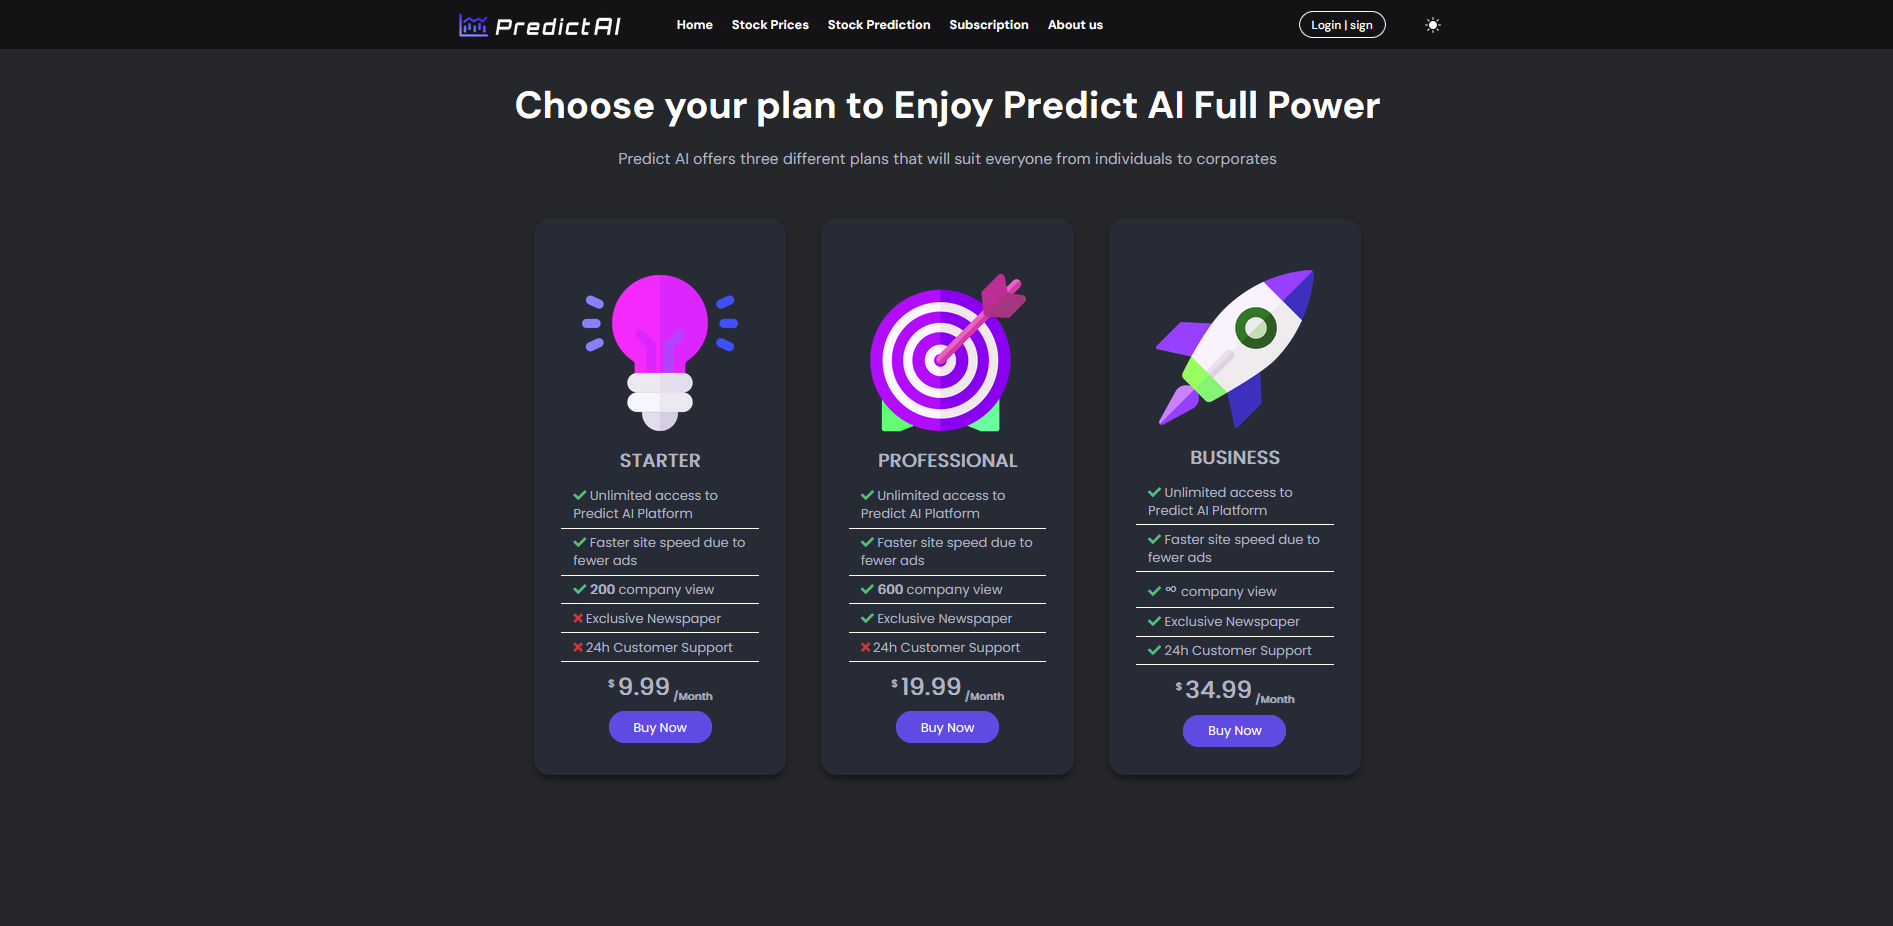 PredictAI
Home Stock Prices Stock Prediction Subscription About us
Login | sign
Choose your plan to Enjoy Predict AI Full Power
Predict AI offers three different plans that will suit everyone from individuals to corporates
STARTER
Unlimited access to
Predict AI Platform
Faster site speed due to
fewer ads
200 company view
Exclusive Newspaper
24h Customer Support
$ 9.99 /Month
Buy Now
PROFESSIONAL
Unlimited access to
Predict AI Platform
Faster site speed due to
fewer ads
600 company view
Exclusive Newspaper
24h Customer Support
$ 19.99 /Month
Buy Now
BUSINESS
Unlimited access to
Predict AI Platform
Faster site speed due to
fewer ads
∞ company view
Exclusive Newspaper
24h Customer Support
$ 34.99 /Month
Buy Now